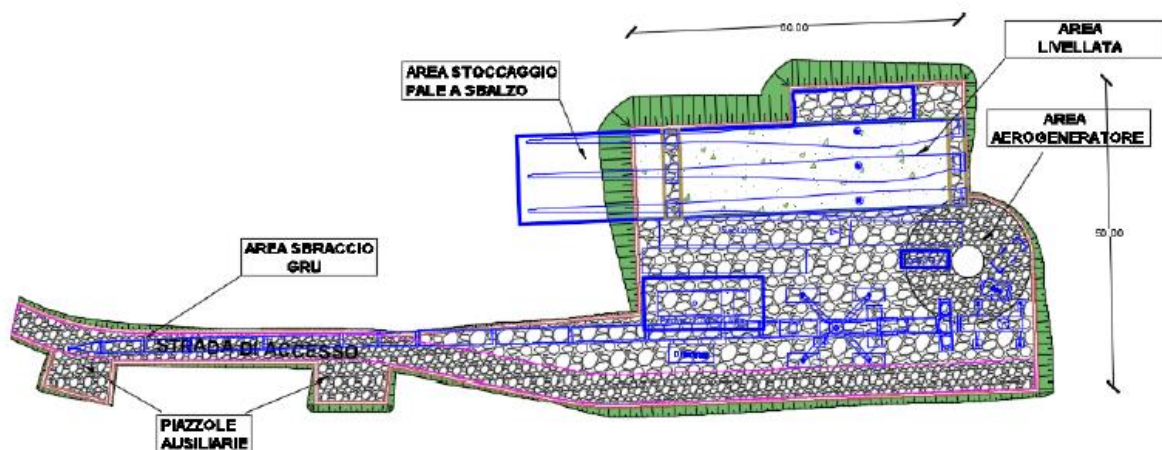 60.00
AREA
LIVELLATA
AREA STOCCAGGIO
PALE A SBALZO
AREA
AEROGENERATORE
50.00
AREA SBRACCIO
GRU
STRADA DI ACCESSO
PIAZZOLE
AUSILIARIE